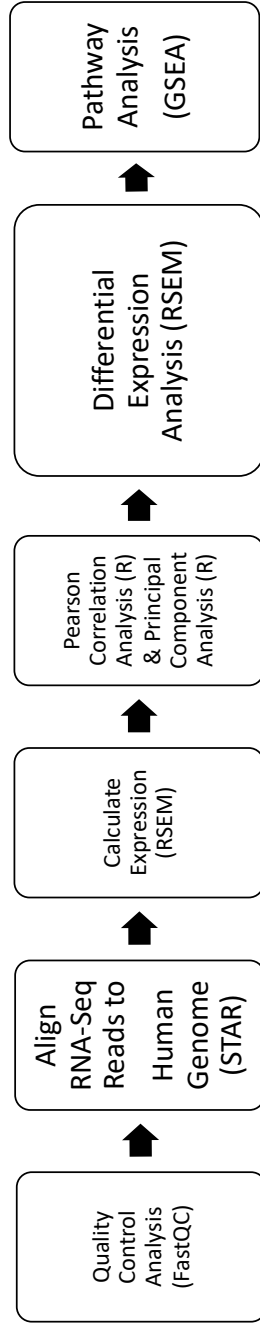 Quality
Control
Analysis
(FastQC)
Align
RNA-Seq
Reads to
Human
Genome
(STAR)
Calculate
Expression
(RSEM)
Pearson
Correlation
Analysis (R)
& Principal
Component
Analysis (R)
Differential
Expression
Analysis (RSEM)
Pathway
Analysis
(GSEA)